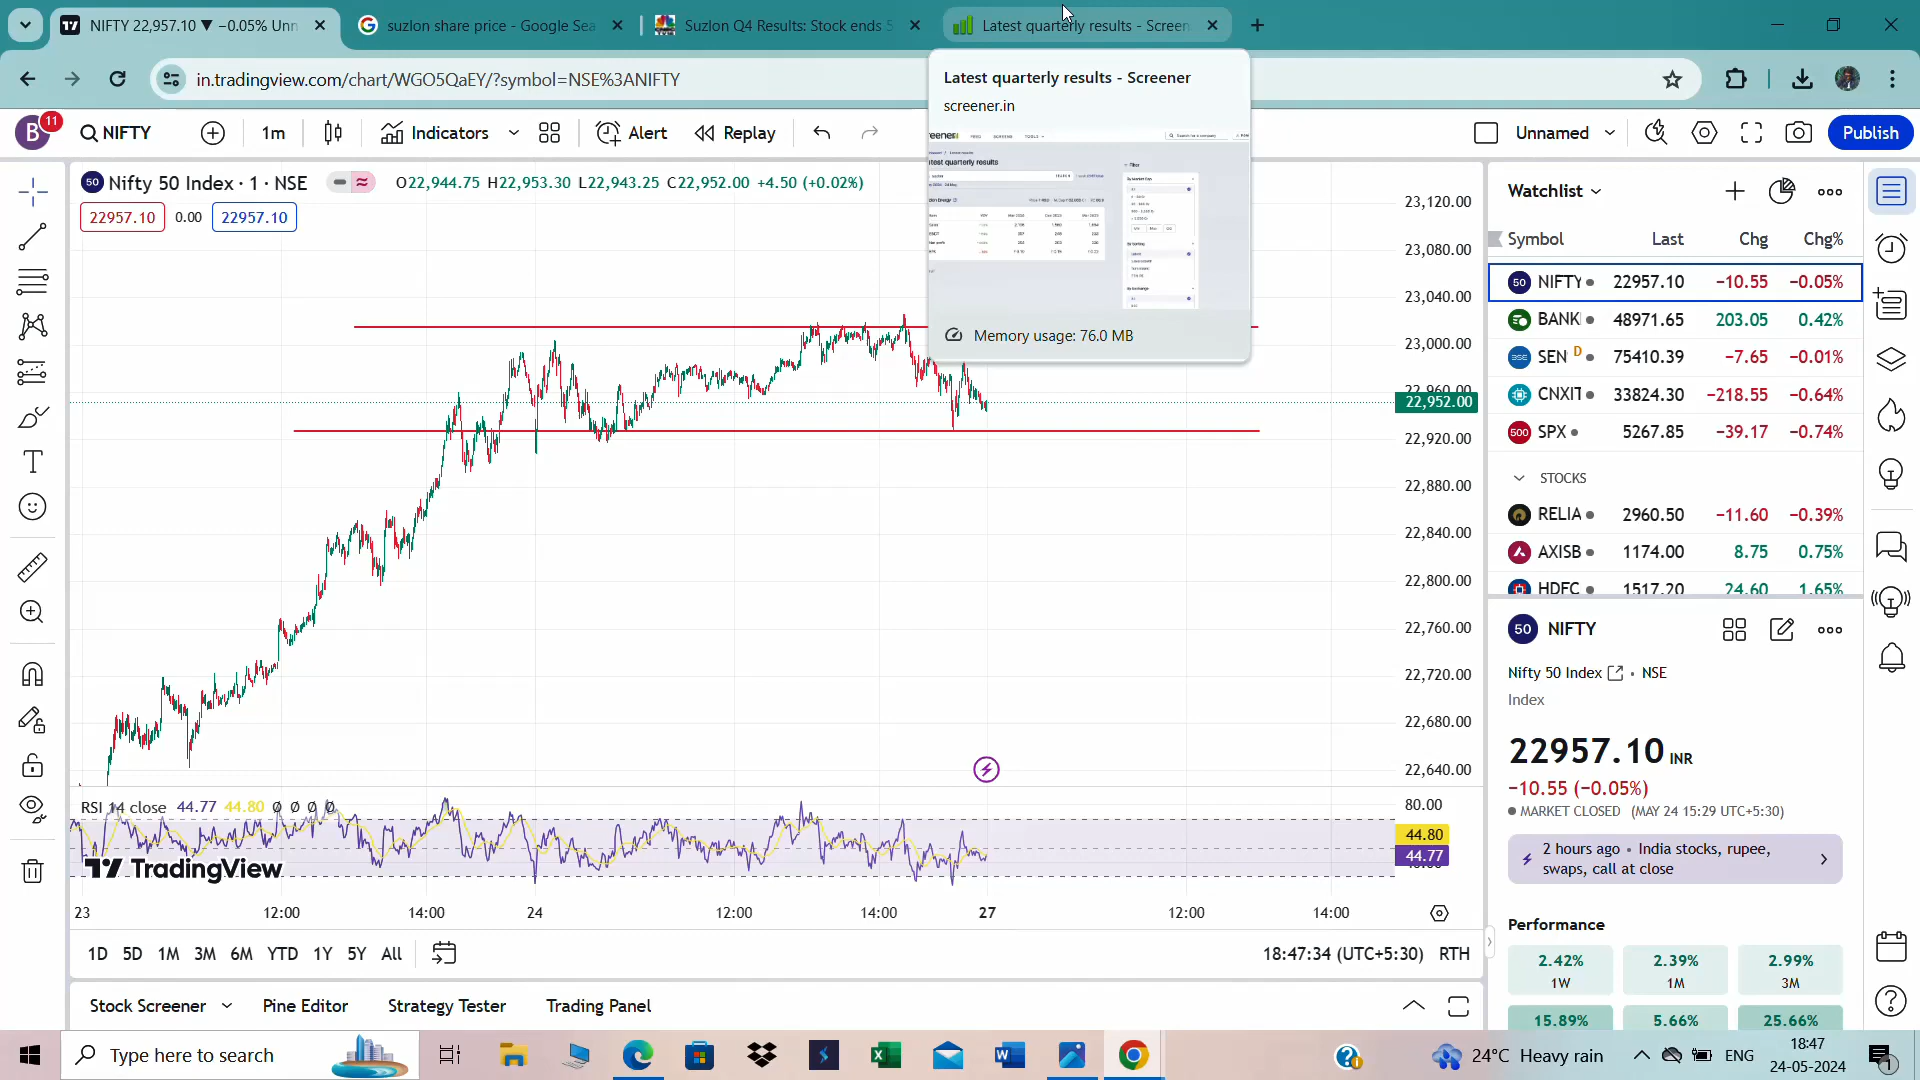 NIFTY 22,957.10 ▼ −0.05% Unn
suzlon share price - Google Sea
Suzlon Q4 Results: Stock ends 5
Latest quarterly results - Screen
in.tradingview.com/chart/WGO5QaEY/?symbol=NSE%3ANIFTY
Latest quarterly results - Screener
screener.in
Memory usage: 76.0 MB
B
11
NIFTY
1m
Indicators
Alert
Replay
Unnamed
Publish
50 Nifty 50 Index · 1 · NSE
O22,944.75 H22,953.30 L22,943.25 C22,952.00 +4.50 (+0.02%)
22957.10 0.00 22957.10
23,120.00
23,080.00
23,040.00
23,000.00
22,960.00
22,952.00
22,920.00
22,880.00
22,840.00
22,800.00
22,760.00
22,720.00
22,680.00
22,640.00
RSI 14 close 44.77 44.80 Ø Ø Ø Ø
80.00
44.80
44.77
TradingView
23 12:00 14:00 24 12:00 14:00 27 12:00 14:00
1D 5D 1M 3M 6M YTD 1Y 5Y All
18:47:34 (UTC+5:30) RTH
Stock Screener Pine Editor Strategy Tester Trading Panel
Watchlist
Symbol Last Chg Chg%
50 NIFTY 22957.10 −10.55 −0.05%
BANK 48971.65 203.05 0.42%
BSE SEN D 75410.39 −7.65 −0.01%
CNXIT 33824.30 −218.55 −0.64%
500 SPX 5267.85 −39.17 −0.74%
STOCKS
RELIA 2960.50 −11.60 −0.39%
AXISB 1174.00 8.75 0.75%
HDFC 1517.20 24.60 1.65%
50 NIFTY
Nifty 50 Index • NSE
Index
22957.10 INR
−10.55 (−0.05%)
MARKET CLOSED (MAY 24 15:29 UTC+5:30)
2 hours ago • India stocks, rupee,
swaps, call at close
Performance
2.42% 2.39% 2.99%
1W 1M 3M
15.89% 5.66% 25.66%
Type here to search
24°C Heavy rain
ENG
18:47
24-05-2024
1